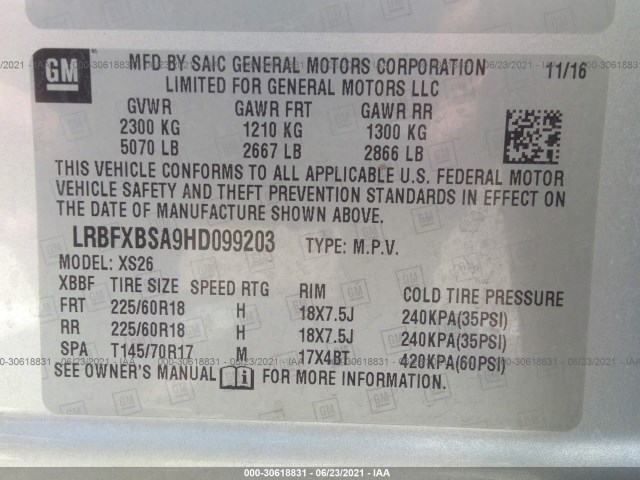 GM
MFD BY SAIC GENERAL MOTORS CORPORATION 11/16
LIMITED FOR GENERAL MOTORS LLC
GVWR GAWR FRT GAWR RR
2300 KG 1210 KG 1300 KG
5070 LB 2667 LB 2866 LB
THIS VEHICLE CONFORMS TO ALL APPLICABLE U.S. FEDERAL MOTOR
VEHICLE SAFETY AND THEFT PREVENTION STANDARDS IN EFFECT ON
THE DATE OF MANUFACTURE SHOWN ABOVE.
LRBFXBSA9HD099203 TYPE: M.P.V.
MODEL: XS26
XBBF TIRE SIZE SPEED RTG RIM COLD TIRE PRESSURE
FRT 225/60R18 H 18X7.5J 240KPA(35PSI)
RR 225/60R18 H 18X7.5J 240KPA(35PSI)
SPA T145/70R17 M 17X4BT 420KPA(60PSI)
SEE OWNER'S MANUAL FOR MORE INFORMATION.
000-30618831 - 06/23/2021 - IAA